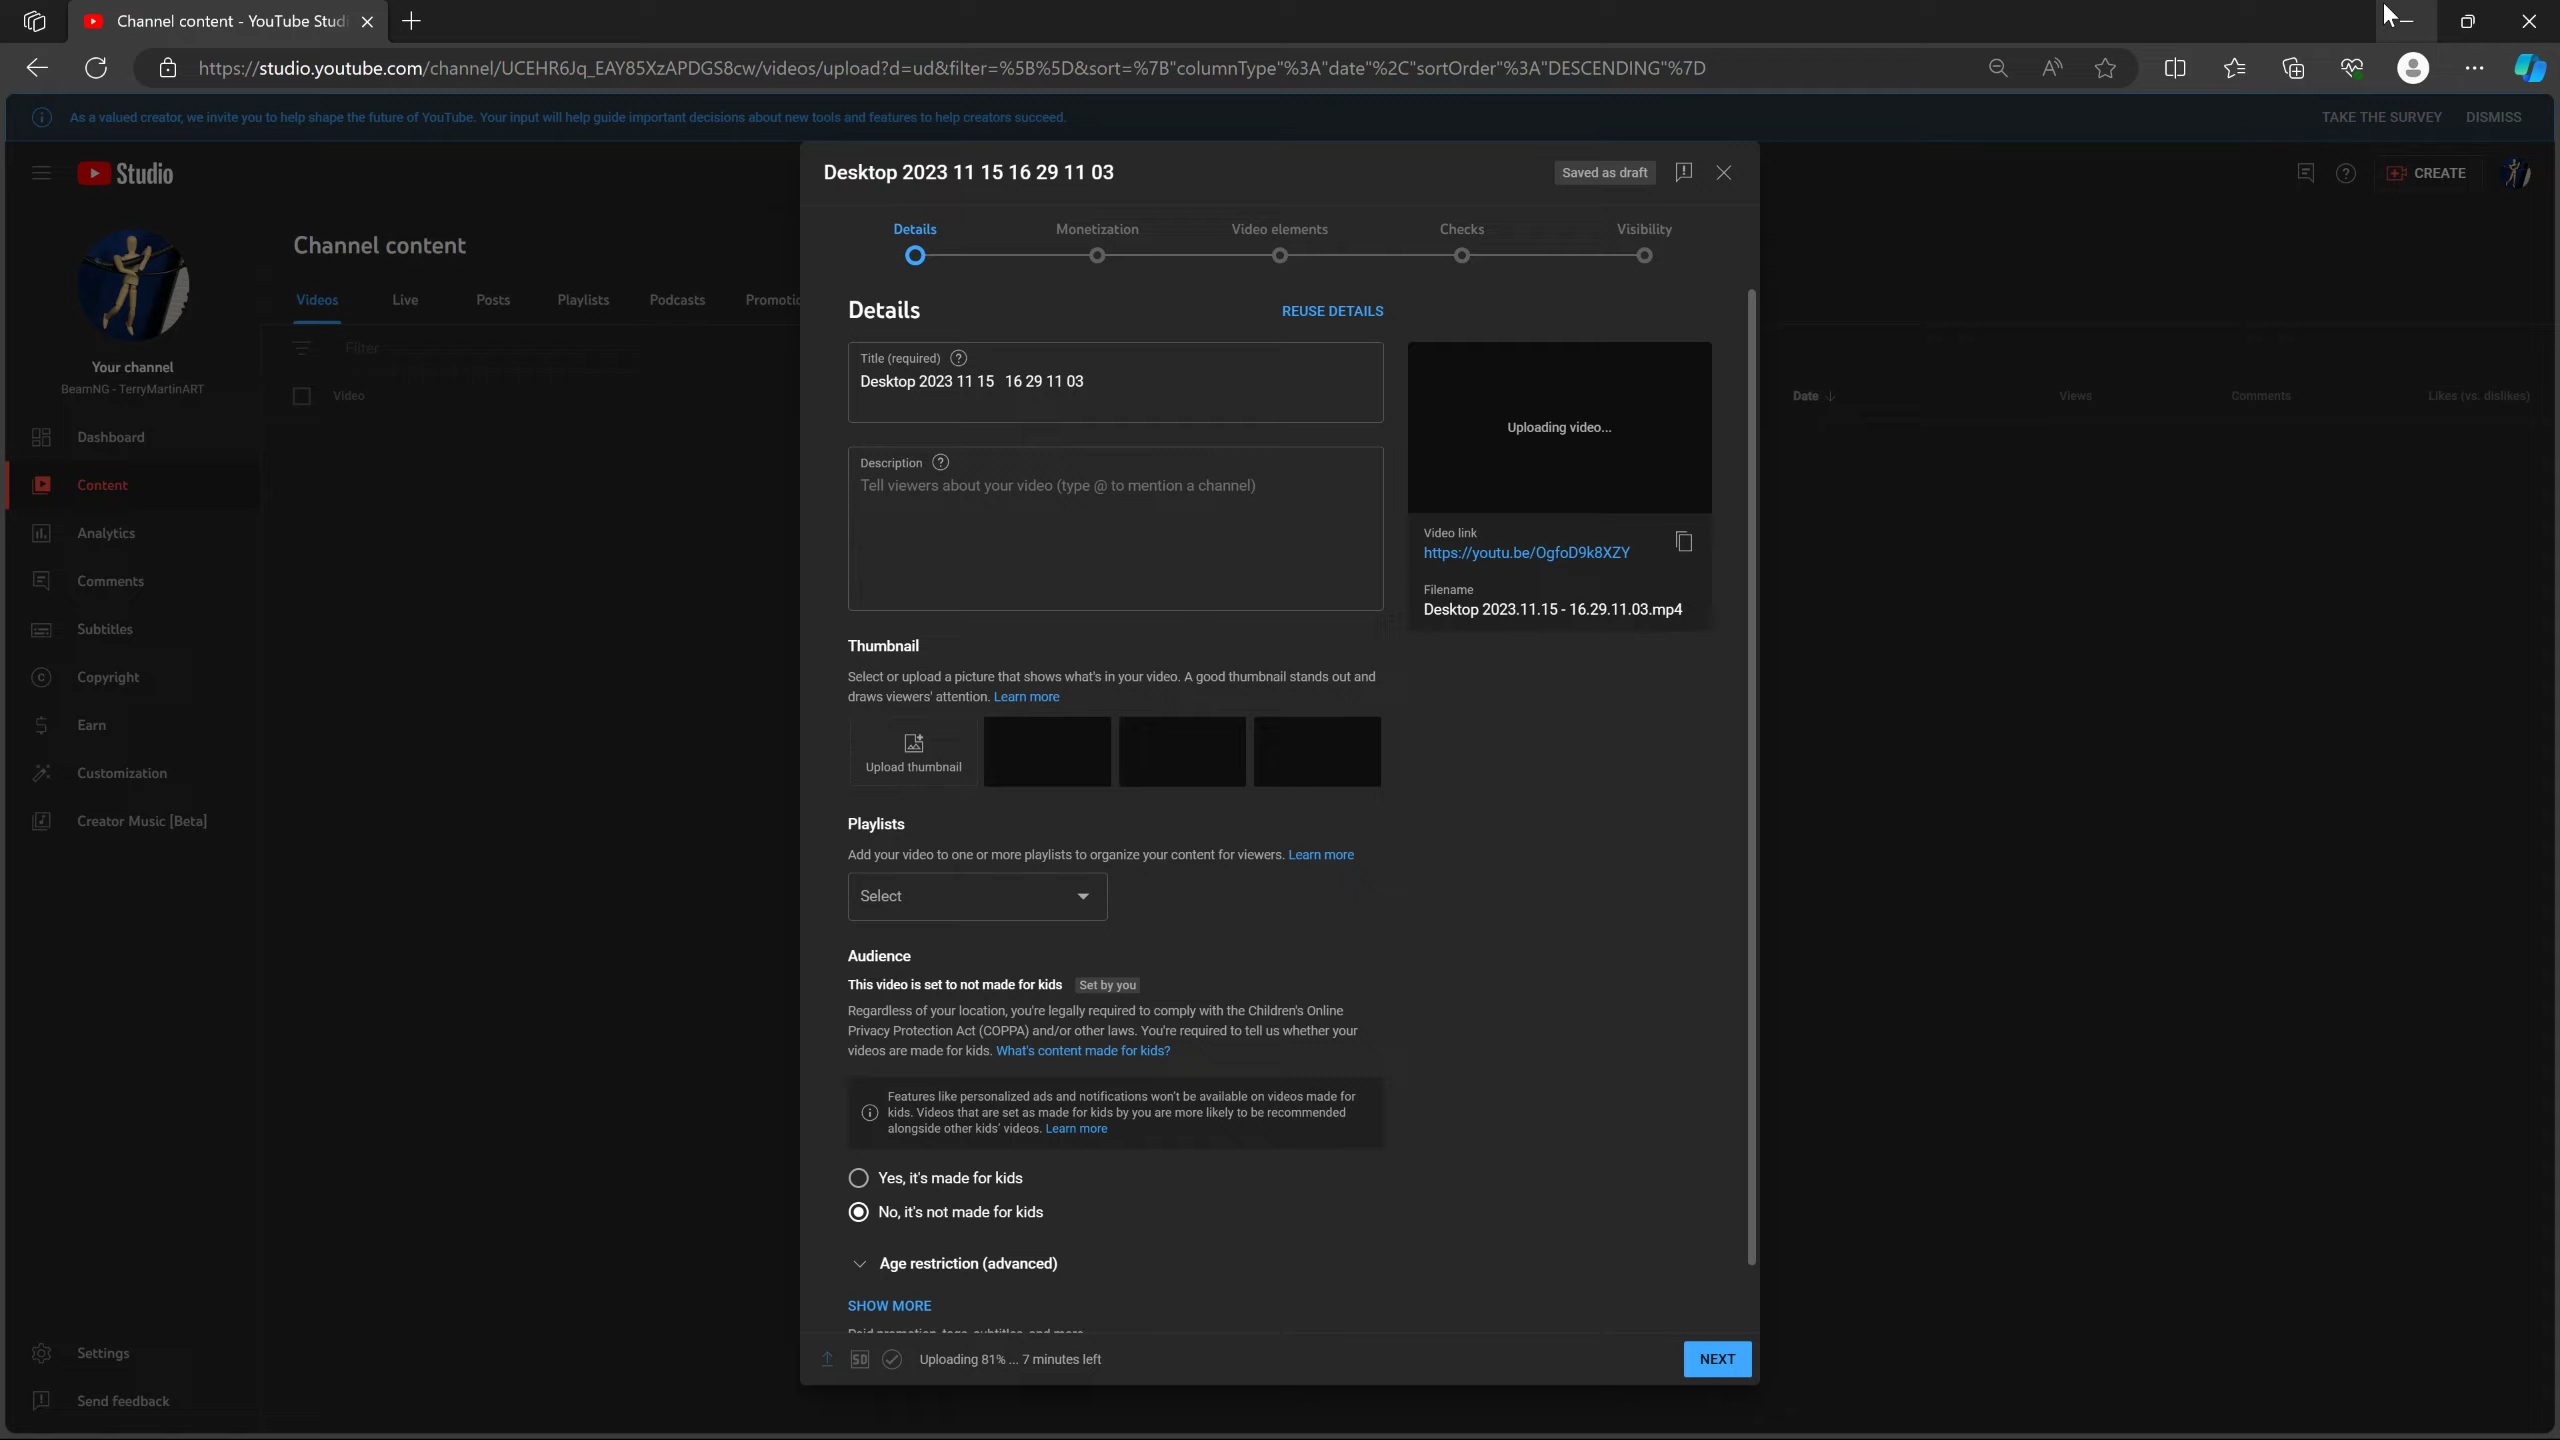 Channel content - YouTube Stud
https://studio.youtube.com/channel/UCEHR6Jq_EAY85XzAPDGS8cw/videos/upload?d=ud&filter=%5B%5D&sort=%7B"columnType"%3A"date"%2C"sortOrder"%3A"DESCENDING"%7D
As a valued creator, we invite you to help shape the future of YouTube. Your input will help guide important decisions about new tools and features to help creators succeed.
TAKE THE SURVEY DISMISS
Studio
CREATE
Your channel
BeamNG - TerryMartinART
Dashboard
Content
Analytics
Comments
Subtitles
Copyright
Earn
Customization
Creator Music [Beta]
Settings
Send feedback
Channel content
Videos Live Posts Playlists Podcasts Promotic
Filter
Video
Date Views Comments Likes (vs. dislikes)
Desktop 2023 11 15 16 29 11 03
Saved as draft
Details Monetization Video elements Checks Visibility
Details
REUSE DETAILS
Title (required)
Desktop 2023 11 15 16 29 11 03
Description
Tell viewers about your video (type @ to mention a channel)
Uploading video...
Video link
https://youtu.be/OgfoD9k8XZY
Filename
Desktop 2023.11.15 - 16.29.11.03.mp4
Thumbnail
Select or upload a picture that shows what's in your video. A good thumbnail stands out and
draws viewers' attention. Learn more
Upload thumbnail
Playlists
Add your video to one or more playlists to organize your content for viewers. Learn more
Select
Audience
This video is set to not made for kids Set by you
Regardless of your location, you're legally required to comply with the Children's Online
Privacy Protection Act (COPPA) and/or other laws. You're required to tell us whether your
videos are made for kids. What's content made for kids?
Features like personalized ads and notifications won't be available on videos made for
kids. Videos that are set as made for kids by you are more likely to be recommended
alongside other kids' videos. Learn more
Yes, it's made for kids
No, it's not made for kids
Age restriction (advanced)
SHOW MORE
Paid promotion, tags, subtitles, and more
SD
Uploading 81% ... 7 minutes left
NEXT